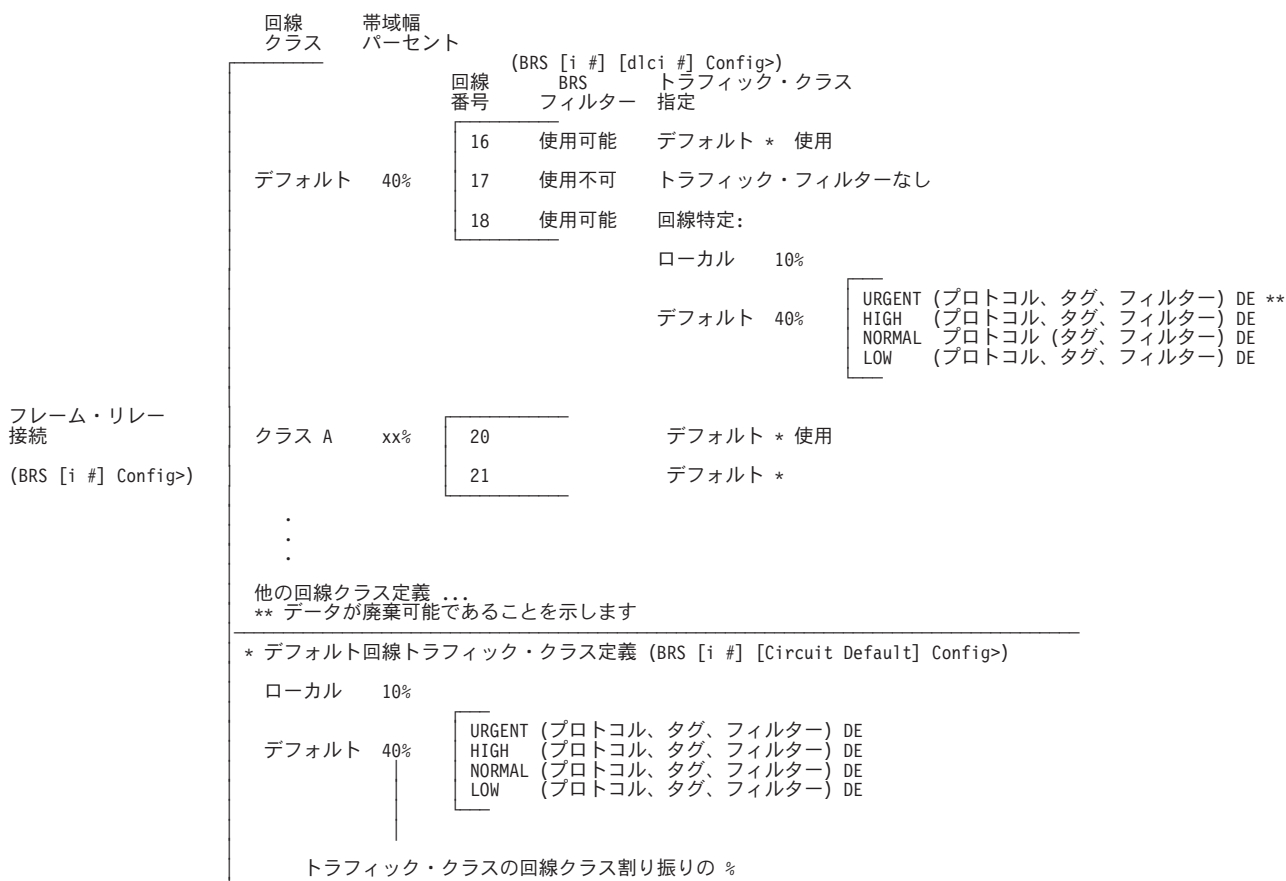 回線 帯域幅
クラス パーセント
(BRS [i #] [dlci #] Config>)
回線 BRS トラフィック・クラス
番号 フィルター 指定
16 使用可能 デフォルト * 使用
デフォルト 40% 17 使用不可 トラフィック・フィルターなし
18 使用可能 回線特定:
ローカル 10%
URGENT (プロトコル、タグ、フィルター) DE **
デフォルト 40% HIGH (プロトコル、タグ、フィルター) DE
NORMAL プロトコル (タグ、フィルター) DE
LOW (プロトコル、タグ、フィルター) DE
フレーム・リレー
接続 クラス A xx% 20 デフォルト * 使用
(BRS [i #] Config>) 21 デフォルト *
.
.
.
他の回線クラス定義 ...
** データが廃棄可能であることを示します
* デフォルト回線トラフィック・クラス定義 (BRS [i #] [Circuit Default] Config>)
ローカル 10%
URGENT (プロトコル、タグ、フィルター) DE
デフォルト 40% HIGH (プロトコル、タグ、フィルター) DE
NORMAL (プロトコル、タグ、フィルター) DE
LOW (プロトコル、タグ、フィルター) DE
トラフィック・クラスの回線クラス割り振りの %